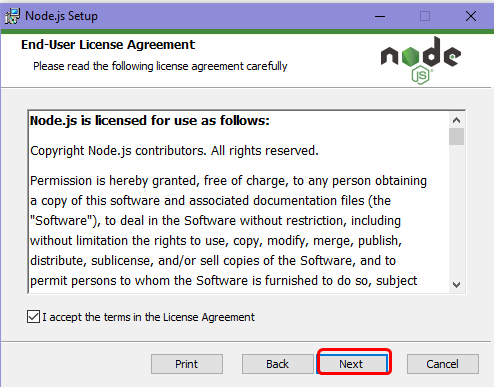 Node.js Setup
End-User License Agreement
Please read the following license agreement carefully
node
JS
Node.js is licensed for use as follows:
Copyright Node.js contributors. All rights reserved.
Permission is hereby granted, free of charge, to any person obtaining
a copy of this software and associated documentation files (the
"Software"), to deal in the Software without restriction, including
without limitation the rights to use, copy, modify, merge, publish,
distribute, sublicense, and/or sell copies of the Software, and to
permit persons to whom the Software is furnished to do so, subject
I accept the terms in the License Agreement
Print Back Next Cancel